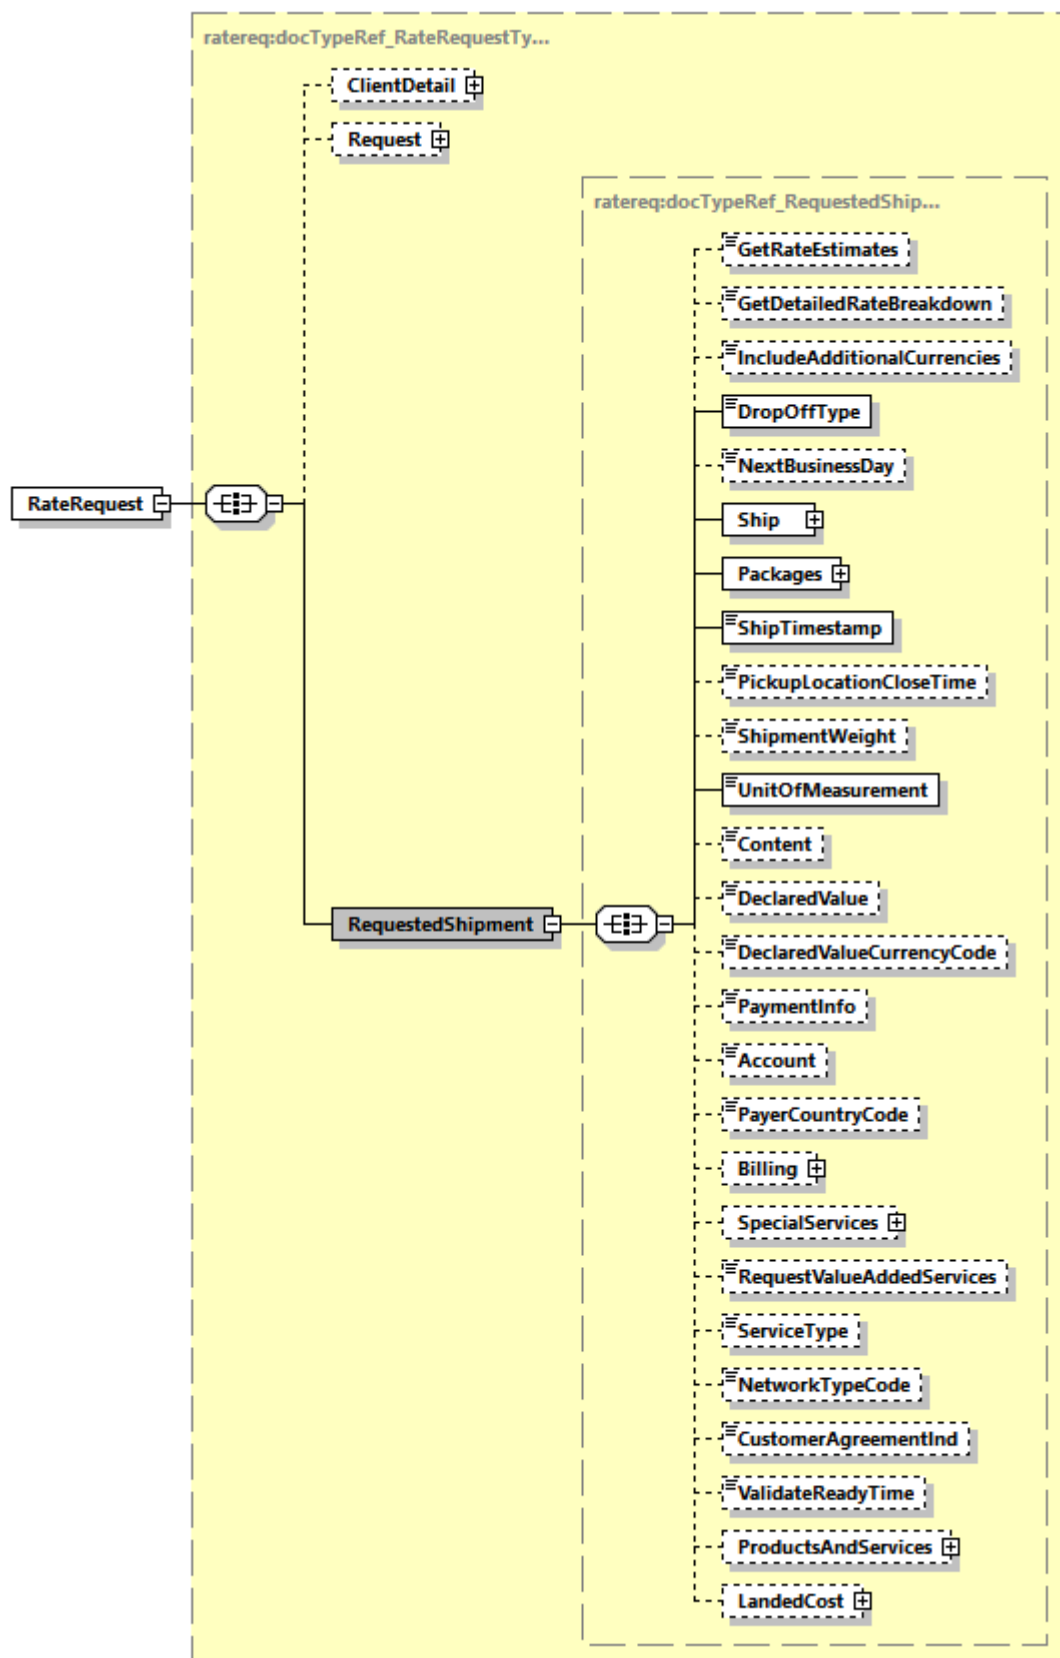 ratereq:docTypeRef_RateRequestTy...
ClientDetail
Request
ratereq:docTypeRef_RequestedShip...
GetRateEstimates
GetDetailedRateBreakdown
IncludeAdditionalCurrencies
DropOffType
NextBusinessDay
RateRequest
Ship
Packages
ShipTimestamp
PickupLocationCloseTime
ShipmentWeight
UnitOfMeasurement
Content
DeclaredValue
RequestedShipment
DeclaredValueCurrencyCode
PaymentInfo
Account
PayerCountryCode
Billing
SpecialServices
RequestValueAddedServices
ServiceType
NetworkTypeCode
CustomerAgreementInd
ValidateReadyTime
ProductsAndServices
LandedCost